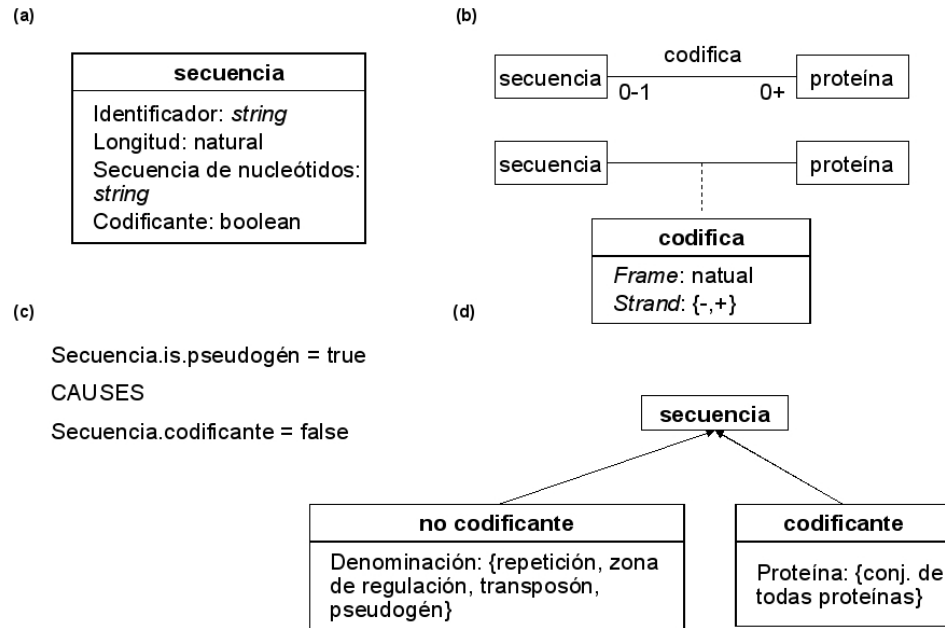 (a)
secuencia
Identificador: string
Longitud: natural
Secuencia de nucleótidos:
string
Codificante: boolean
(b)
codifica
secuencia
proteína
0-1
0+
secuencia
proteína
codifica
Frame: natual
Strand: {-,+}
(c)
Secuencia.is.pseudogén = true
CAUSES
Secuencia.codificante = false
(d)
secuencia
no codificante
Denominación: {repetición, zona
de regulación, transposón,
pseudogén}
codificante
Proteína: {conj. de
todas proteínas}